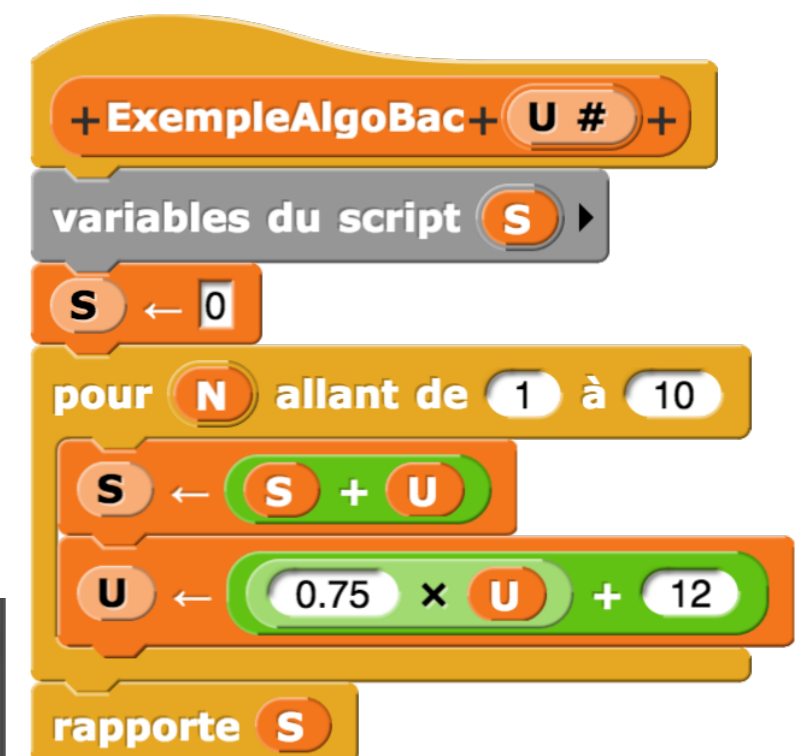 +ExempleAlgoBac+ U # +
variables du script S
S ← 0
pour N allant de 1 à 10
S ← S + U
U ← 0.75 × U + 12
rapporte S